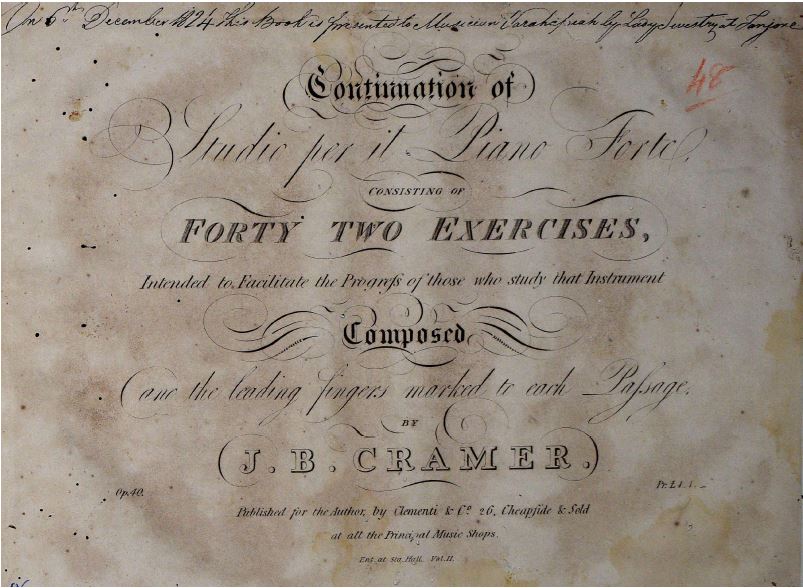 On 6th December 1824 this Book is presented to Musician Varahapiah by Lady at Tanjore
48
Continuation of
Studio per il Piano Forte,
CONSISTING OF
FORTY TWO EXERCISES,
Intended to Facilitate the Progreſs of those who study that Instrument
Composed
and the leading fingers marked to each Paſsage.
BY
J. B. CRAMER.
Op. 40. Pr. £1.1.-
Published for the Author, by Clementi & Co. 26, Cheapſide & Sold
at all the Principal Music Shops.
Ent. at Sta. Hall. Vol. II.